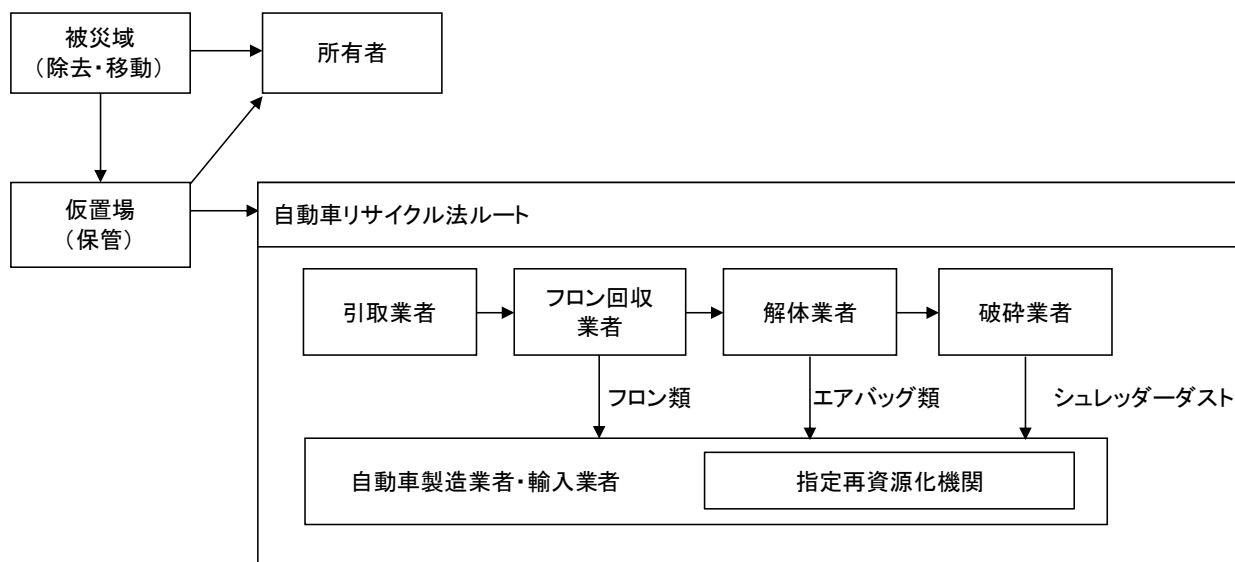 被災域
（除去・移動）
所有者
仮置場
（保管）
自動車リサイクル法ルート
引取業者
フロン回収
業者
解体業者
破砕業者
フロン類
エアバッグ類
シュレッダーダスト
自動車製造業者・輸入業者
指定再資源化機関